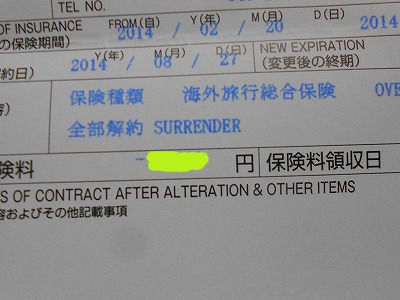 TEL NO.
OF INSURANCE FROM(自) Y(年) M(月) D(日)
の保険期間) 2014 / 02 / 20 2014
約日) Y(年) M(月) D(日) NEW EXPIRATION
2014 / 08 / 27 (変更後の終期)
容) 保険種類 海外旅行総合保険 OVE
全部解約 SURRENDER
険料 - 円 保険料領収日
S OF CONTRACT AFTER ALTERATION & OTHER ITEMS
容およびその他記載事項